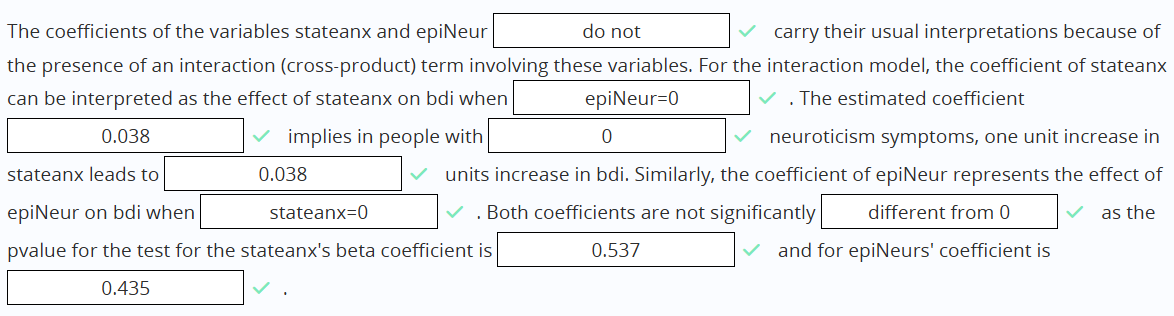 The coefficients of the variables stateanx and epiNeur do not carry their usual interpretations because of
the presence of an interaction (cross-product) term involving these variables. For the interaction model, the coefficient of stateanx
can be interpreted as the effect of stateanx on bdi when epiNeur=0 . The estimated coefficient
0.038 implies in people with 0 neuroticism symptoms, one unit increase in
stateanx leads to 0.038 units increase in bdi. Similarly, the coefficient of epiNeur represents the effect of
epiNeur on bdi when stateanx=0 . Both coefficients are not significantly different from 0 as the
pvalue for the test for the stateanx's beta coefficient is 0.537 and for epiNeurs' coefficient is
0.435 .